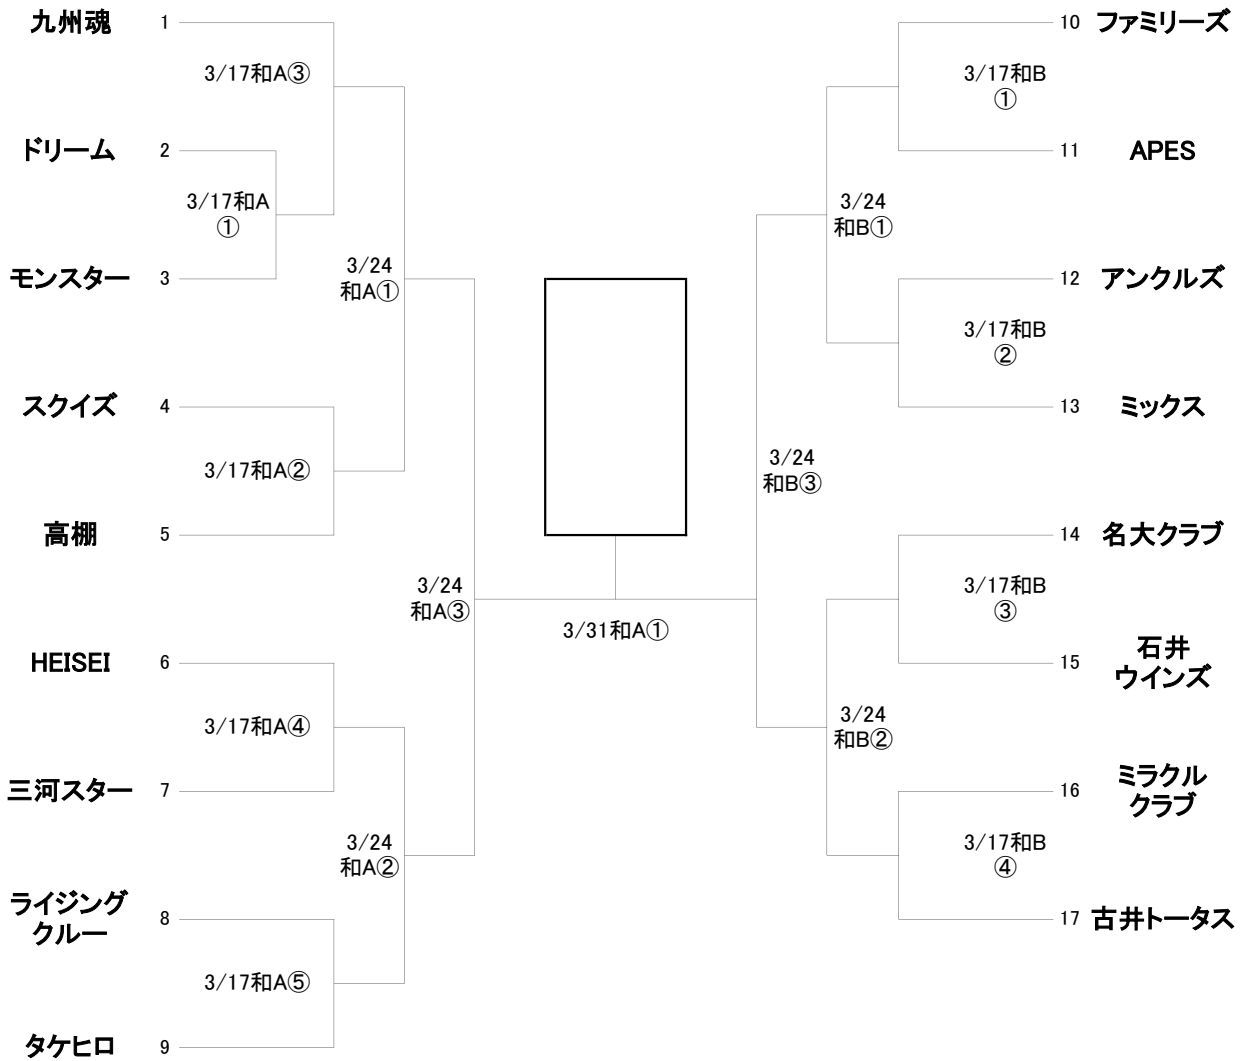 九州魂 1
3/17和A③
ドリーム 2
3/17和A
①
モンスター 3
3/24
和A①
スクイズ 4
3/17和A②
高棚 5
3/24
和A③
HEISEI 6
3/17和A④
三河スター 7
3/24
和A②
ライジング
クルー
8
3/17和A⑤
タケヒロ 9
3/31和A①
10 ファミリーズ
3/17和B
①
11 APES
3/24
和B①
12 アンクルズ
3/17和B
②
13 ミックス
3/24
和B③
14 名大クラブ
3/17和B
③
15
石井
ウインズ
3/24
和B②
16
ミラクル
クラブ
3/17和B
④
17 古井トータス